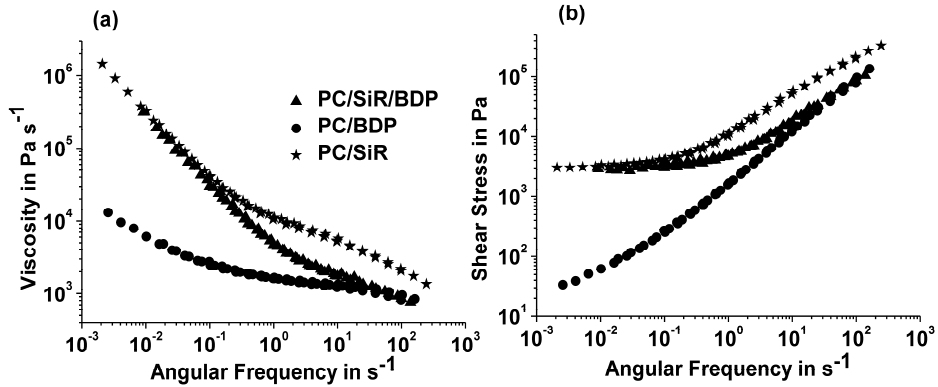 (a)
10^6
10^5
10^4
10^3
Viscosity in Pa s^-1
PC/SiR/BDP
PC/BDP
PC/SiR
10^-3 10^-2 10^-1 10^0 10^1 10^2 10^3
Angular Frequency in s^-1
(b)
10^5
10^4
10^3
10^2
10^1
Shear Stress in Pa
10^-3 10^-2 10^-1 10^0 10^1 10^2 10^3
Angular Frequency in s^-1